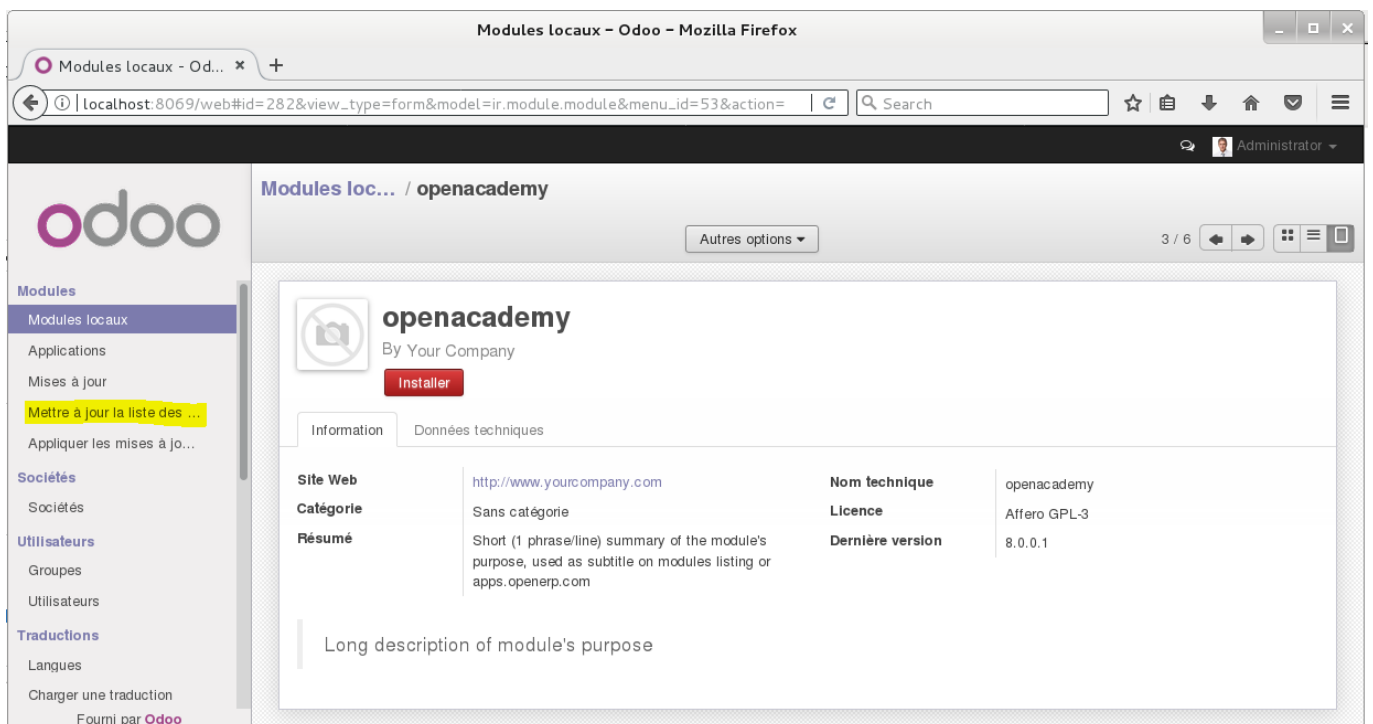 Modules locaux - Odoo - Mozilla Firefox
Modules locaux - Od...
localhost:8069/web#id=282&view_type=form&model=ir.module.module&menu_id=53&action=
Search
Administrator
odoo
Modules loc... / openacademy
Autres options
3 / 6
Modules
Modules locaux
Applications
Mises à jour
Mettre à jour la liste des ...
Appliquer les mises à jo...
Sociétés
Sociétés
Utilisateurs
Groupes
Utilisateurs
Traductions
Langues
Charger une traduction
Fourni par Odoo
openacademy
By Your Company
Installer
Information
Données techniques
Site Web
http://www.yourcompany.com
Catégorie
Sans catégorie
Résumé
Short (1 phrase/line) summary of the module's
purpose, used as subtitle on modules listing or
apps.openerp.com
Nom technique
openacademy
Licence
Affero GPL-3
Dernière version
8.0.0.1
Long description of module's purpose